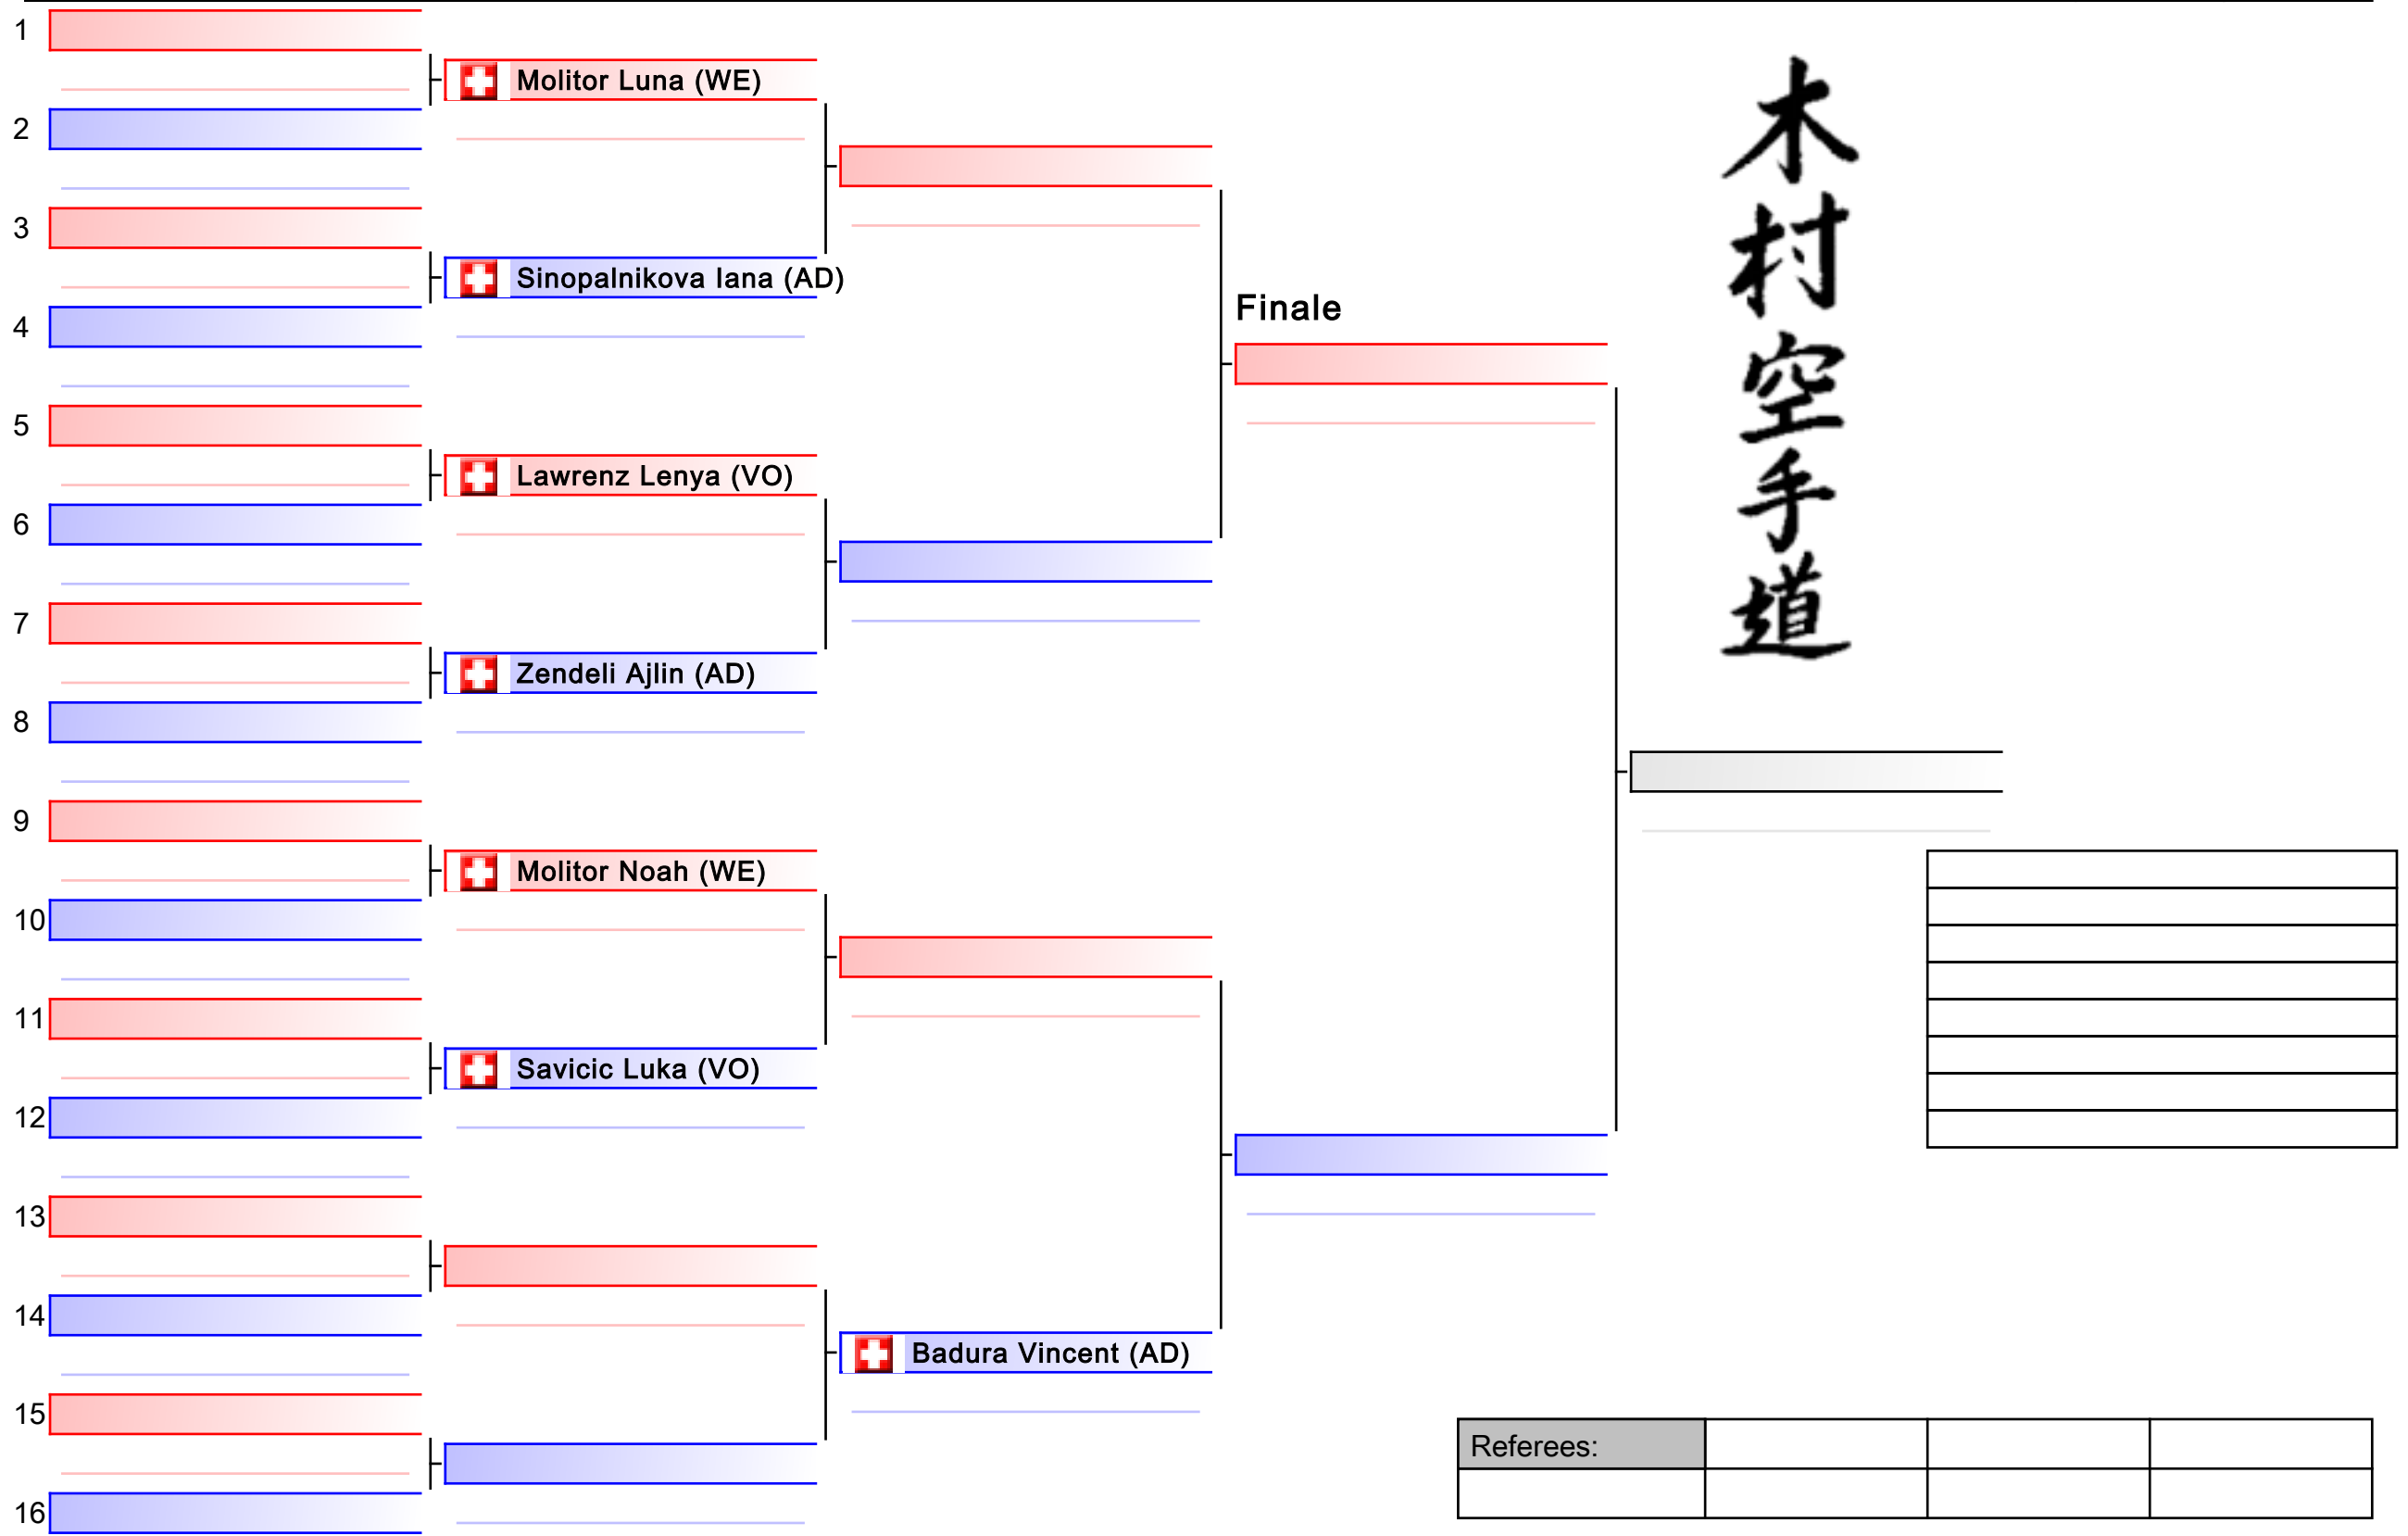 1
Molitor Luna (WE)
2
3
Sinopalnikova Iana (AD)
4
5
Lawrenz Lenya (VO)
6
7
Zendeli Ajlin (AD)
8
9
Molitor Noah (WE)
10
11
Savicic Luka (VO)
12
13
14
Badura Vincent (AD)
15
16
Finale
木
村
空
手
道
Referees: